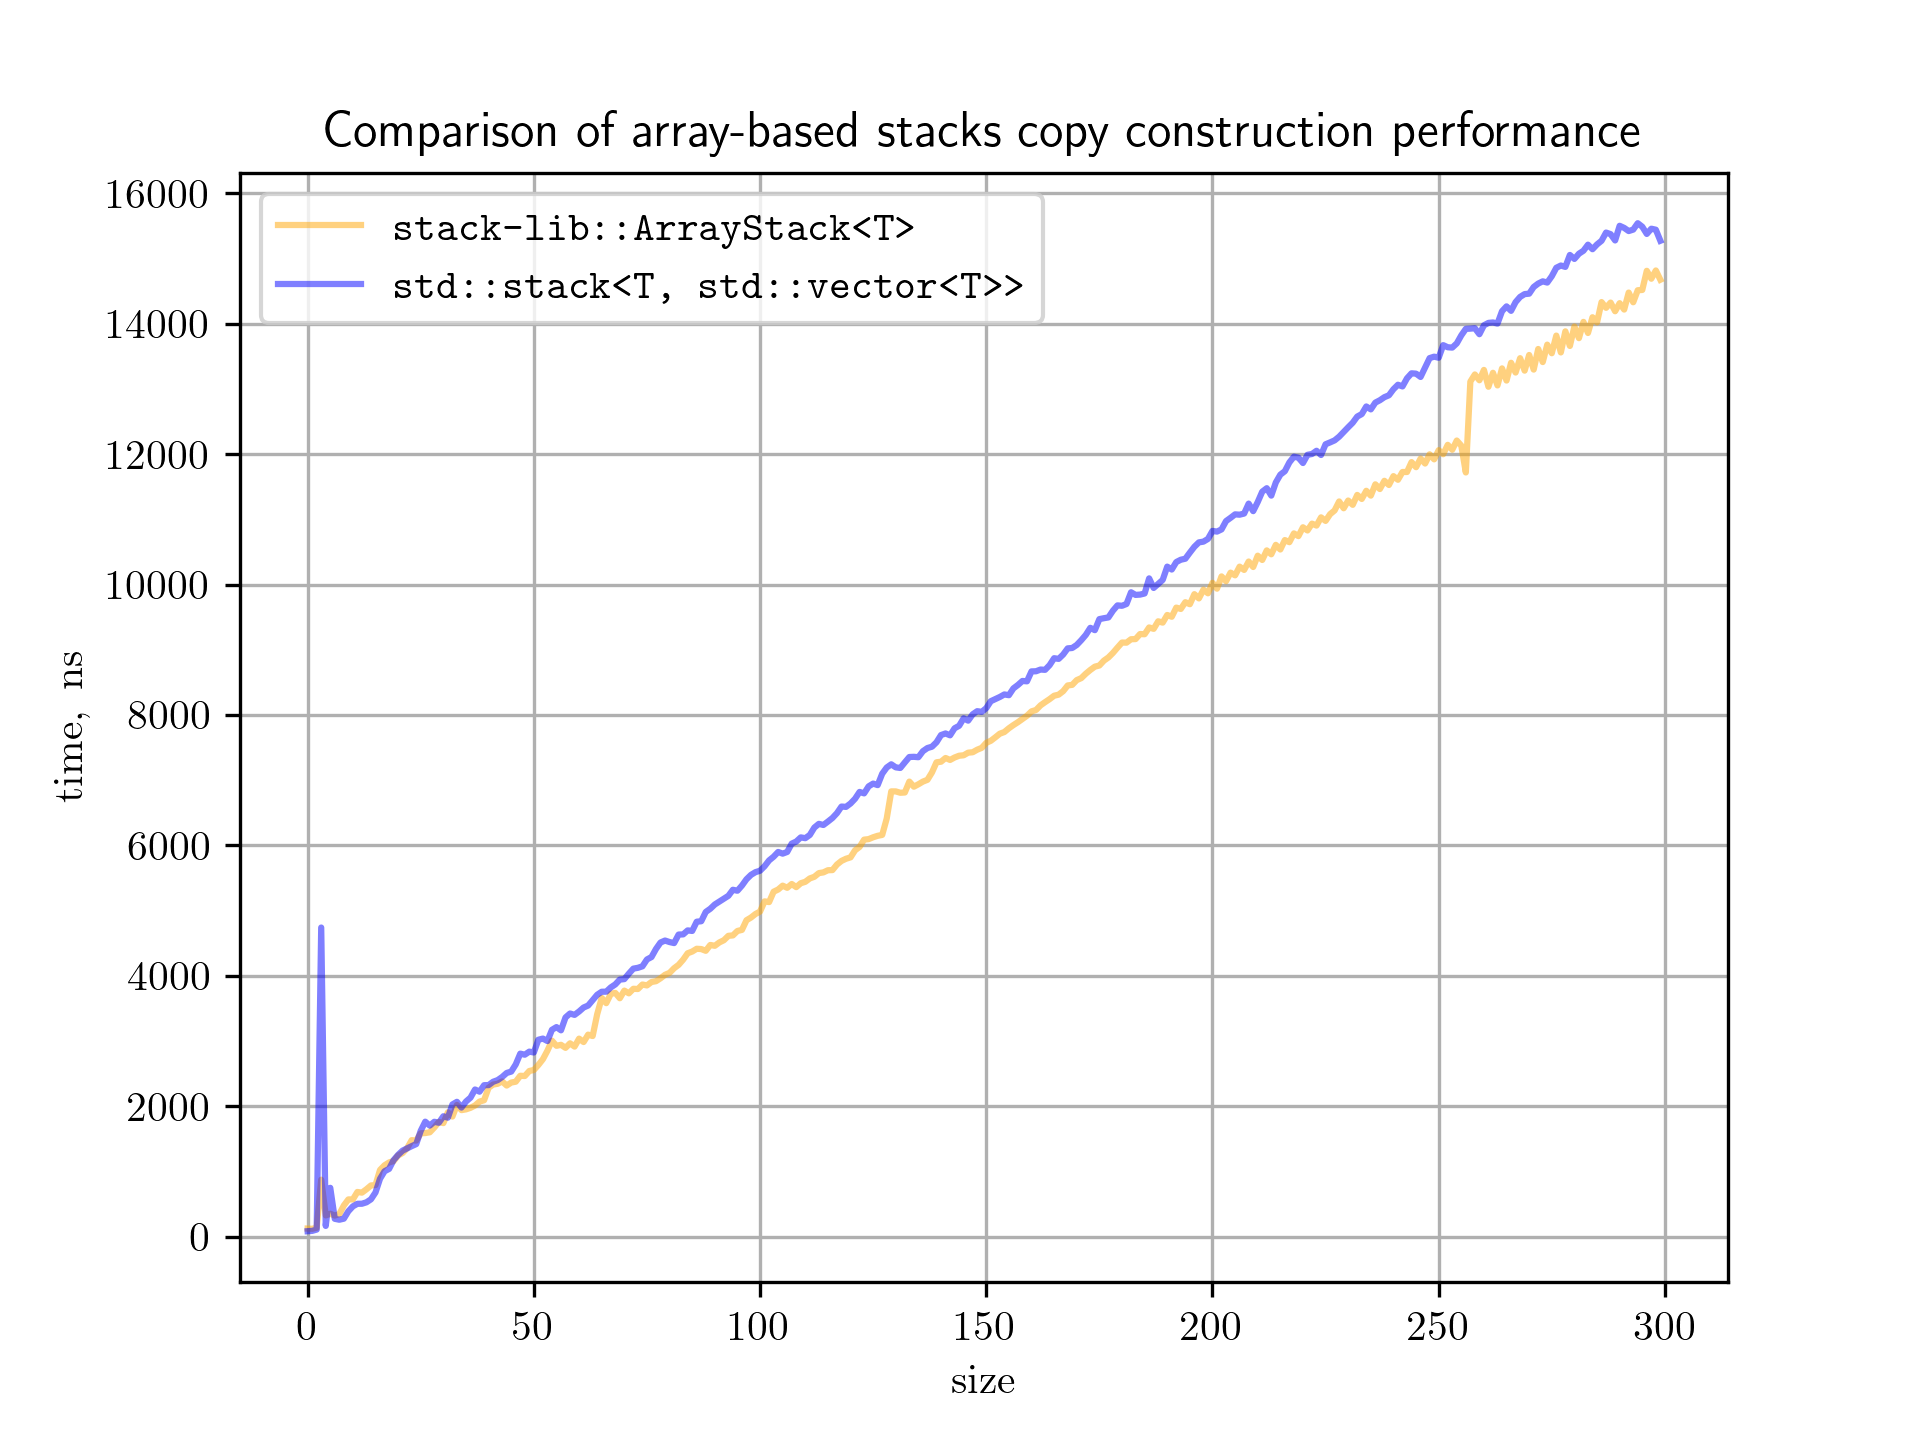 Comparison of array-based stacks copy construction performance
stack-lib::ArrayStack<T>
std::stack<T, std::vector<T>>
16000
14000
12000
10000
8000
6000
4000
2000
0
time, ns
0 50 100 150 200 250 300
size